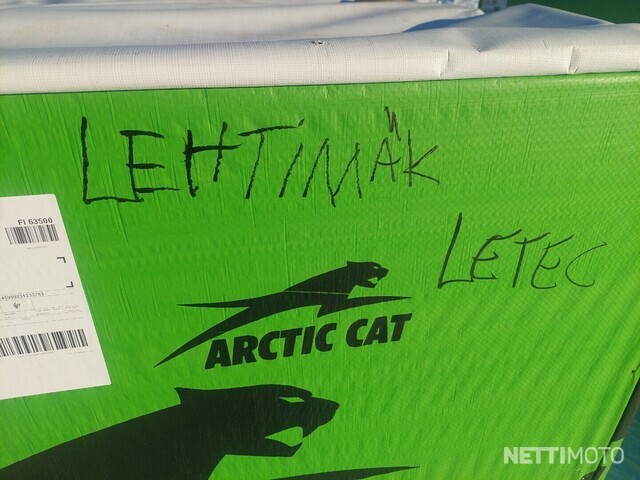 LEHTIMÄK
LETEC
FI 63500
ARCTIC CAT
NETTIMOTO